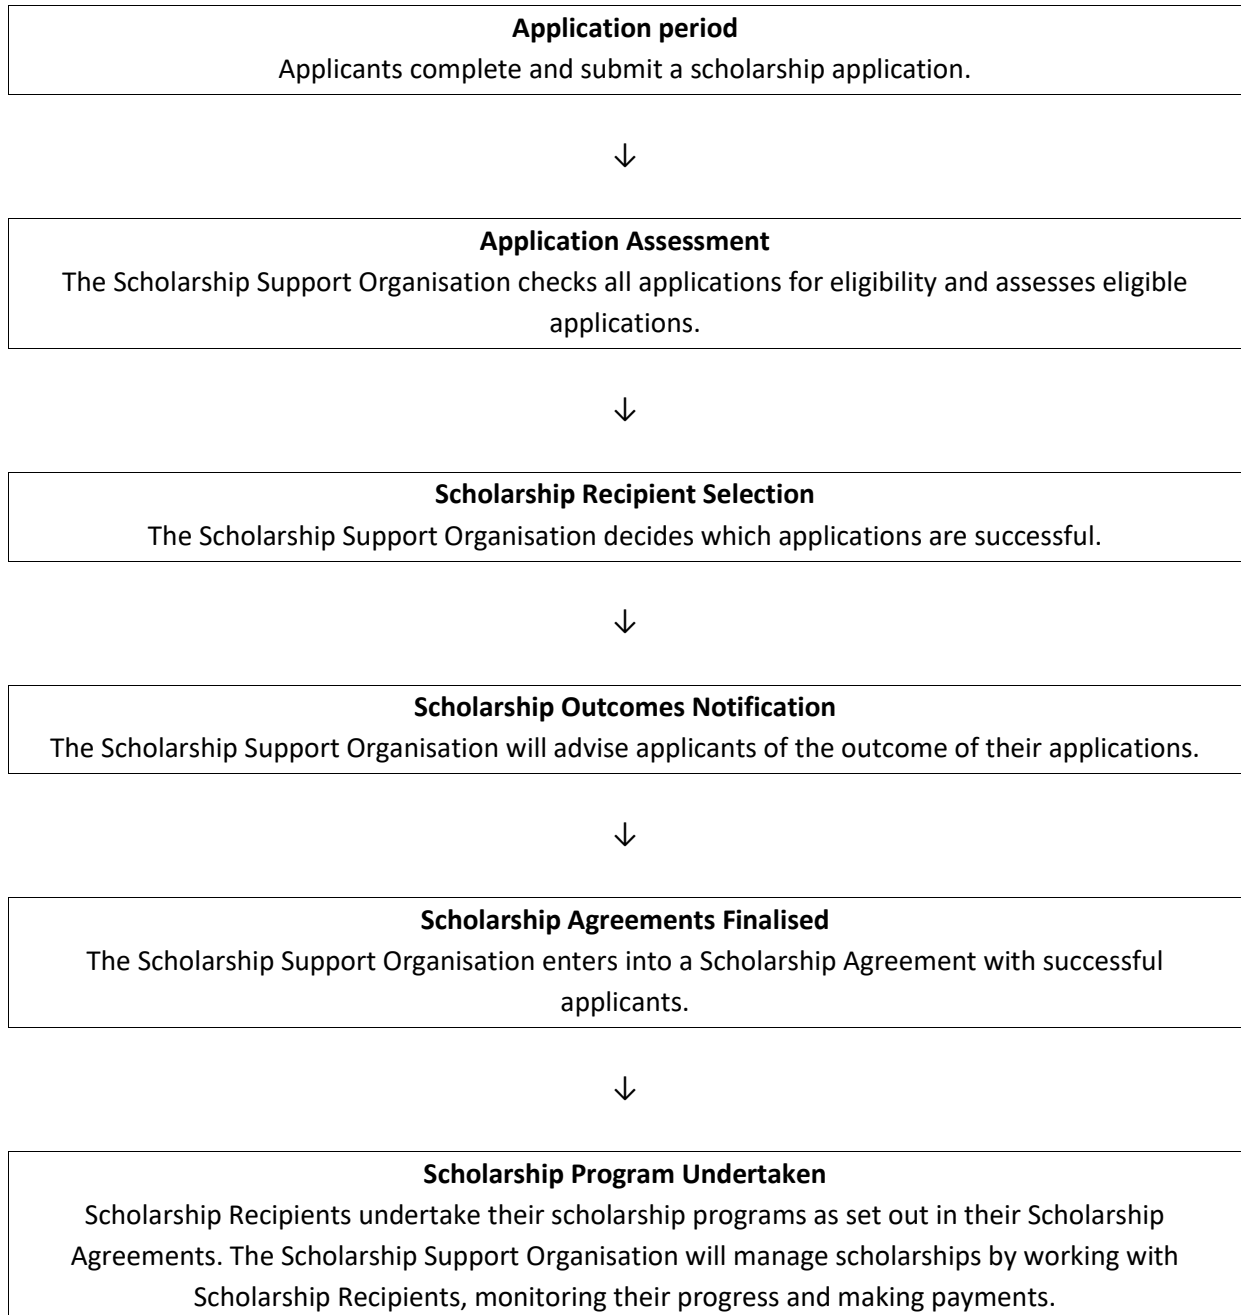 Application period
Applicants complete and submit a scholarship application.
↓
Application Assessment
The Scholarship Support Organisation checks all applications for eligibility and assesses eligible
applications.
↓
Scholarship Recipient Selection
The Scholarship Support Organisation decides which applications are successful.
↓
Scholarship Outcomes Notification
The Scholarship Support Organisation will advise applicants of the outcome of their applications.
↓
Scholarship Agreements Finalised
The Scholarship Support Organisation enters into a Scholarship Agreement with successful
applicants.
↓
Scholarship Program Undertaken
Scholarship Recipients undertake their scholarship programs as set out in their Scholarship
Agreements. The Scholarship Support Organisation will manage scholarships by working with
Scholarship Recipients, monitoring their progress and making payments.